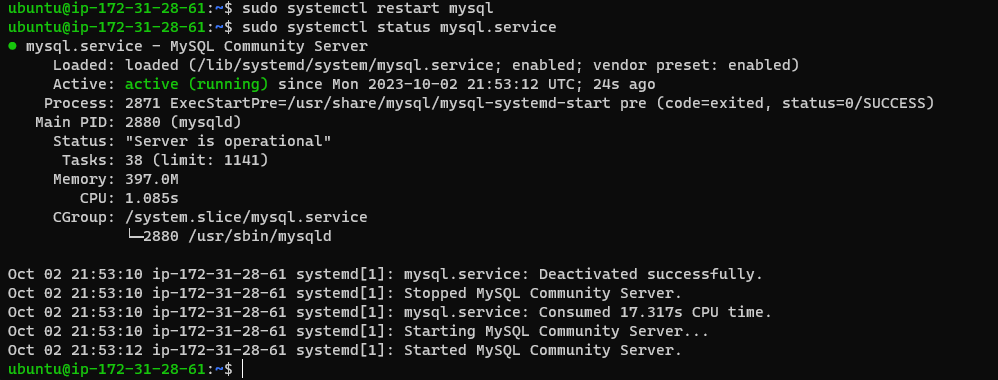 ubuntu@ip-172-31-28-61:~$ sudo systemctl restart mysql
ubuntu@ip-172-31-28-61:~$ sudo systemctl status mysql.service
● mysql.service - MySQL Community Server
     Loaded: loaded (/lib/systemd/system/mysql.service; enabled; vendor preset: enabled)
     Active: active (running) since Mon 2023-10-02 21:53:12 UTC; 24s ago
    Process: 2871 ExecStartPre=/usr/share/mysql/mysql-systemd-start pre (code=exited, status=0/SUCCESS)
   Main PID: 2880 (mysqld)
     Status: "Server is operational"
      Tasks: 38 (limit: 1141)
     Memory: 397.0M
        CPU: 1.085s
     CGroup: /system.slice/mysql.service
             └─2880 /usr/sbin/mysqld

Oct 02 21:53:10 ip-172-31-28-61 systemd[1]: mysql.service: Deactivated successfully.
Oct 02 21:53:10 ip-172-31-28-61 systemd[1]: Stopped MySQL Community Server.
Oct 02 21:53:10 ip-172-31-28-61 systemd[1]: mysql.service: Consumed 17.317s CPU time.
Oct 02 21:53:10 ip-172-31-28-61 systemd[1]: Starting MySQL Community Server...
Oct 02 21:53:12 ip-172-31-28-61 systemd[1]: Started MySQL Community Server.
ubuntu@ip-172-31-28-61:~$